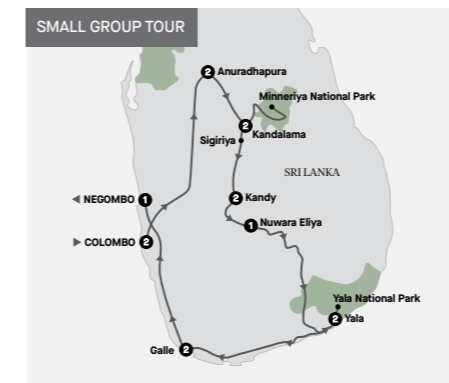 SMALL GROUP TOUR
2 Anuradhapura
Minneriya National Park
2
Kandalama
Sigiriya
SRI LANKA
◀ NEGOMBO 1
2 Kandy
1 Nuwara Eliya
▶ COLOMBO 2
Yala National Park
2 Yala
Galle 2